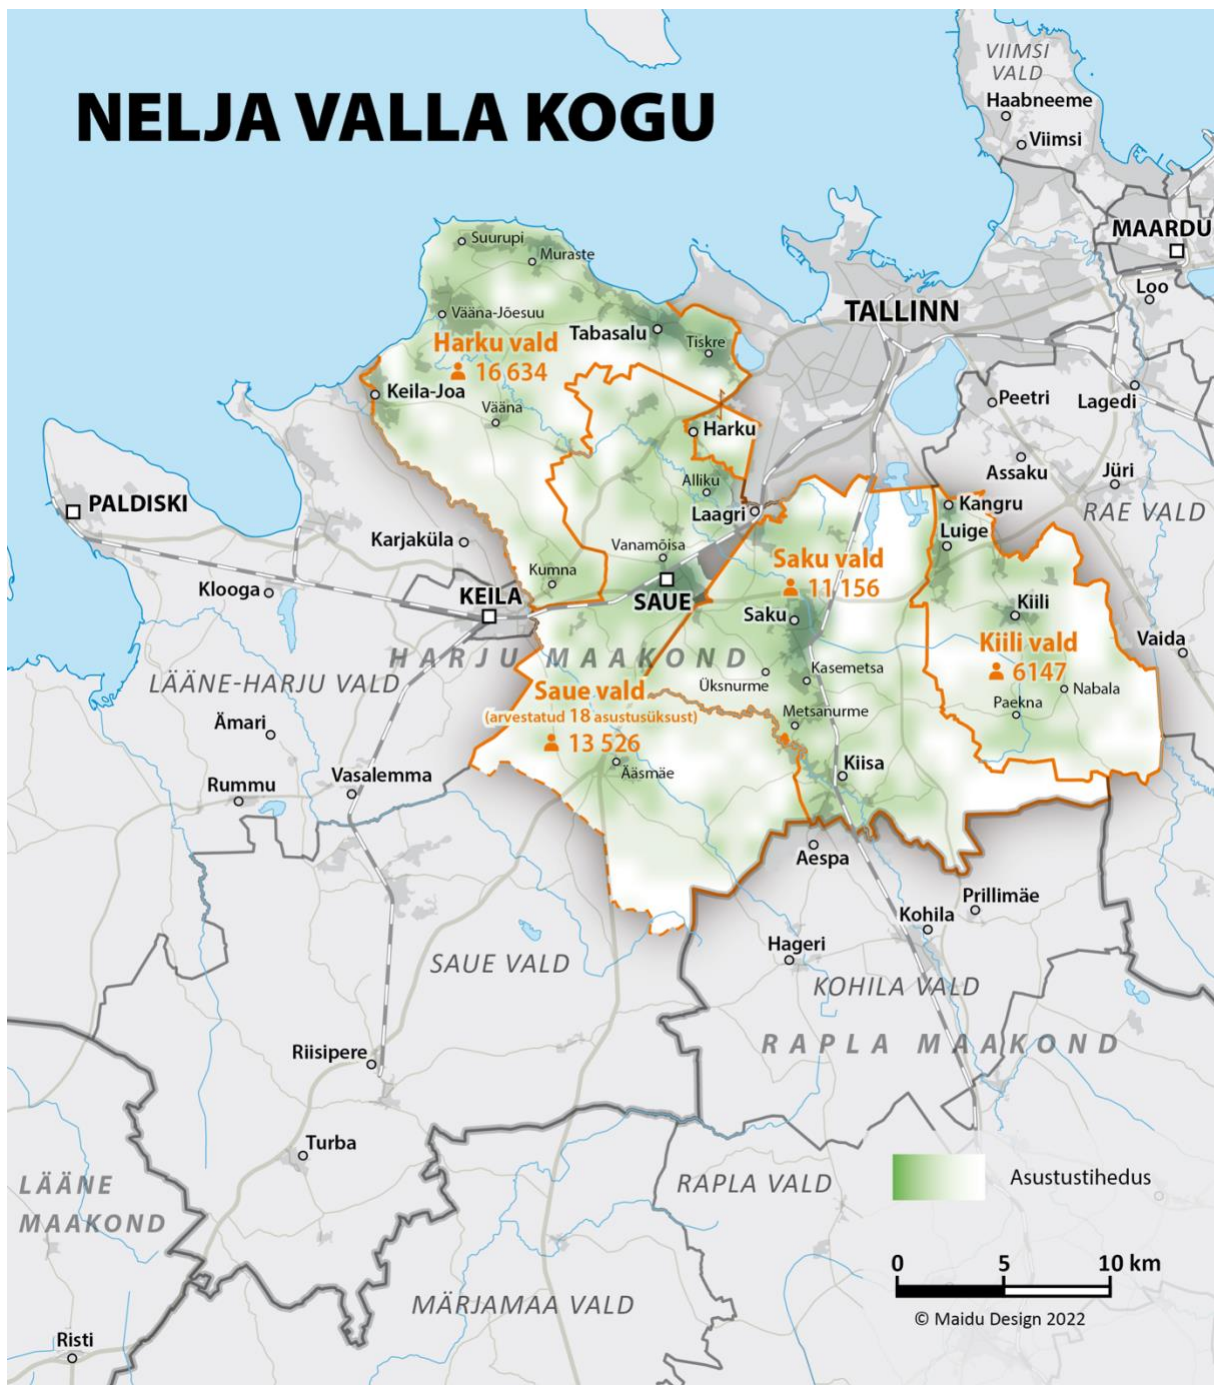 NELJA VALLA KOGU
VIIMSI
VALD
Haabneeme
Viimsi
MAARDU
Loo
TALLINN
Suurupi
Muraste
Vääna-Jõesuu
Tabasalu
Tiskre
Harku vald
16 634
Keila-Joa
Vääna
Harku
Peetri
Lagedi
Assaku
Jüri
RAE VALD
Alliku
Laagri
Kangru
Luige
PALDISKI
Karjaküla
Vanamõisa
Klooga
Kumna
KEILA
SAUE
Saku vald
11 156
Saku
Kiili
Kiili vald
6147
Vaida
HARJU MAAKOND
LÄÄNE-HARJU VALD
Üksnurme
Kasemetsa
Nabala
Paekna
Saue vald
(arvestatud 18 asustusüksust)
13 526
Metsanurme
Ämari
Ääsmäe
Kiisa
Rummu
Vasalemma
Aespa
Prillimäe
Kohila
Hageri
SAUE VALD
KOHILA VALD
RAPLA MAAKOND
Riisipere
Turba
LÄÄNE
MAAKOND
RAPLA VALD
Asustustihedus
0 5 10 km
MÄRJAMAA VALD
© Maidu Design 2022
Risti